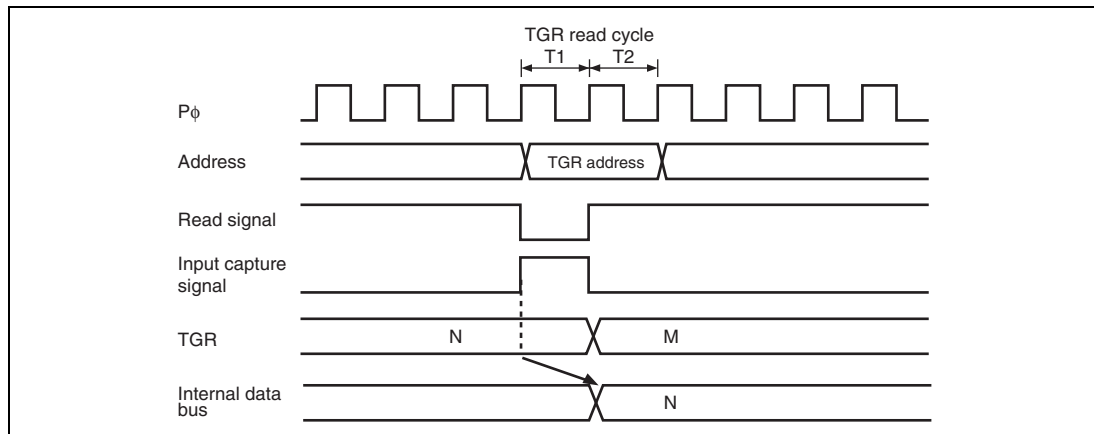 TGR read cycle
T1 T2
Pϕ
Address TGR address
Read signal
Input capture
signal
TGR N M
Internal data
bus N